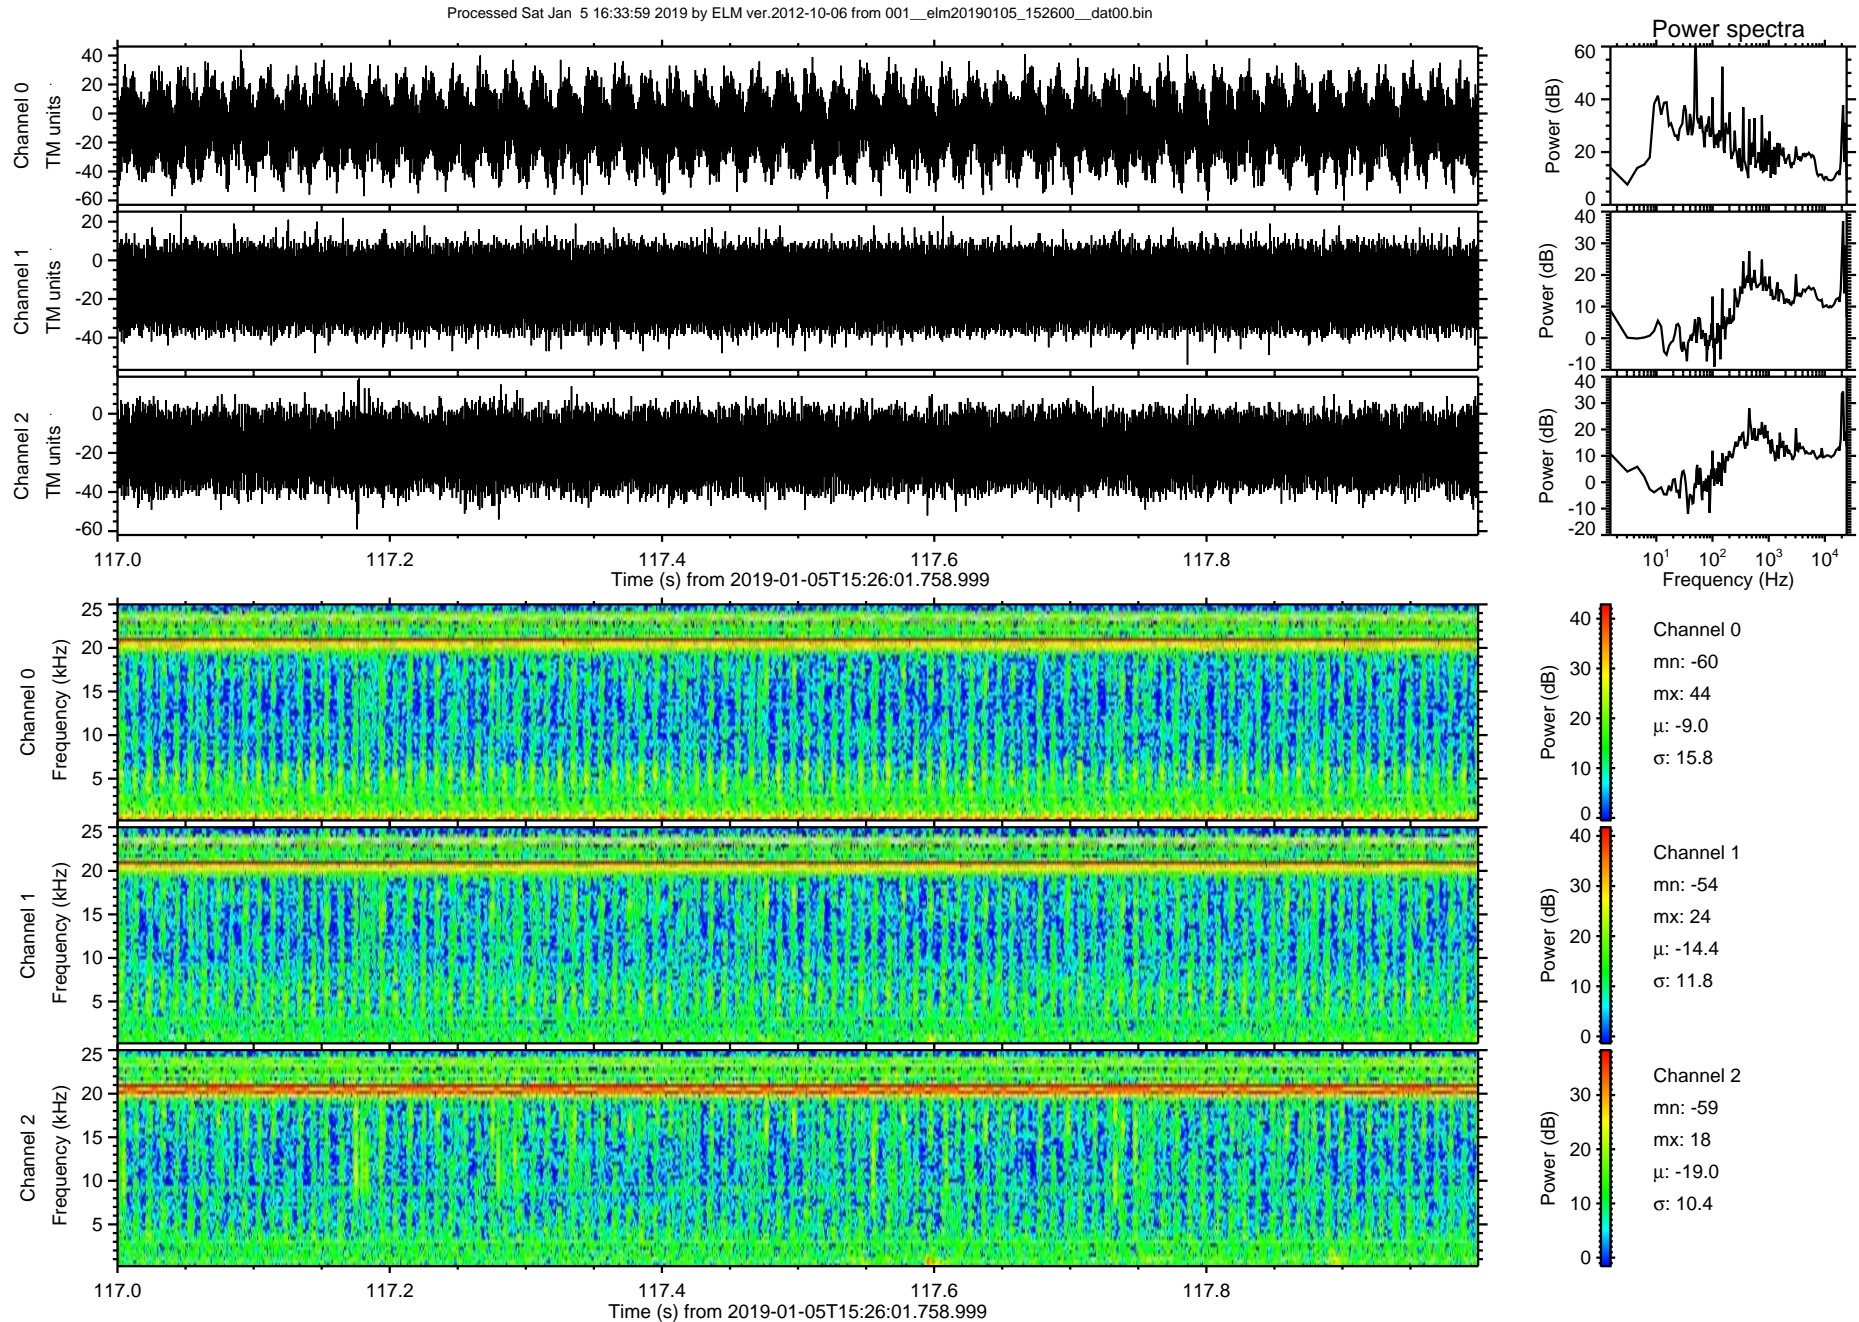 Processed Sat Jan  5 16:33:59 2019 by ELM ver.2012-10-06 from 001__elm20190105_152600__dat00.bin
Power spectra
Channel 0
TM units
40
20
0
-20
-40
-60
Power (dB)
60
40
20
0
Channel 1
TM units
20
0
-20
-40
Power (dB)
40
30
20
10
0
-10
Channel 2
TM units
0
-20
-40
-60
Power (dB)
40
30
20
10
0
-10
-20
117.0 117.2 117.4 117.6 117.8
Time (s) from 2019-01-05T15:26:01.758.999
10¹ 10² 10³ 10⁴
Frequency (Hz)
Channel 0
Frequency (kHz)
25
20
15
10
5
Power (dB)
40
30
20
10
0
Channel 0
mn: -60
mx: 44
μ: -9.0
σ: 15.8
Channel 1
Frequency (kHz)
25
20
15
10
5
Power (dB)
40
30
20
10
0
Channel 1
mn: -54
mx: 24
μ: -14.4
σ: 11.8
Channel 2
Frequency (kHz)
25
20
15
10
5
Power (dB)
30
20
10
0
Channel 2
mn: -59
mx: 18
μ: -19.0
σ: 10.4
117.0 117.2 117.4 117.6 117.8
Time (s) from 2019-01-05T15:26:01.758.999